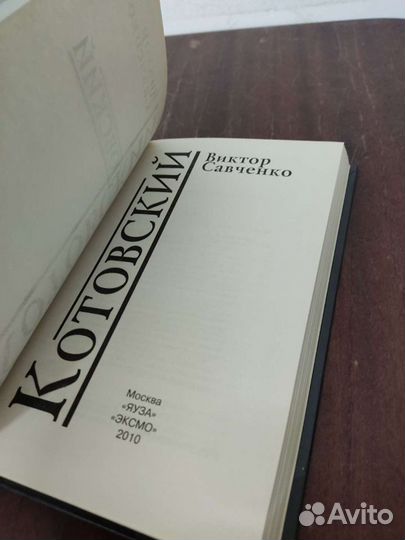 Виктор
Савченко
Котовский
Москва
«ЯУЗА»
«ЭКСМО»
2010
Avito